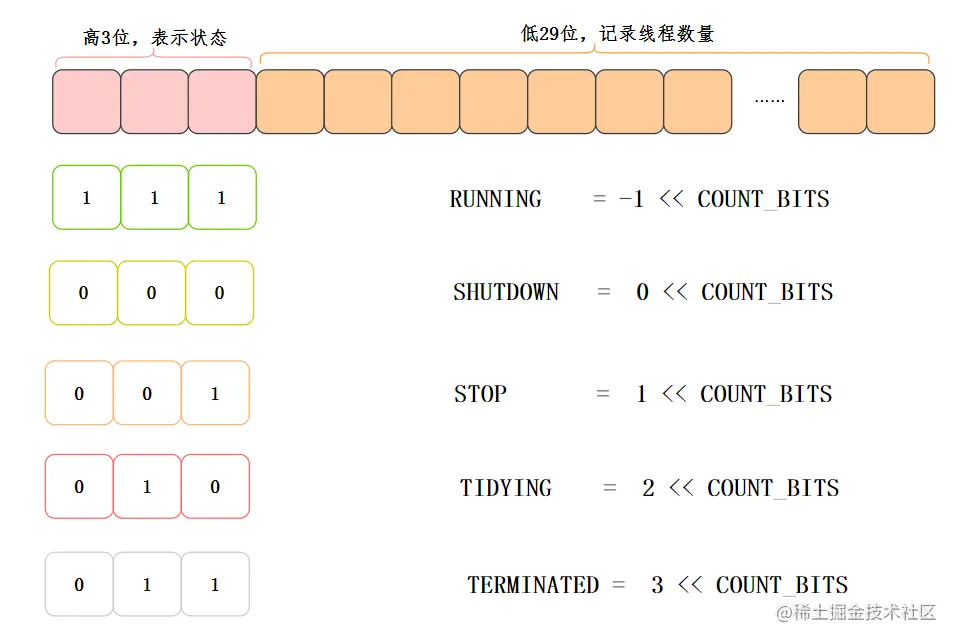 高3位，表示状态
低29位，记录线程数量
......
1 1 1 RUNNING = -1 << COUNT_BITS
0 0 0 SHUTDOWN = 0 << COUNT_BITS
0 0 1 STOP = 1 << COUNT_BITS
0 1 0 TIDYING = 2 << COUNT_BITS
0 1 1 TERMINATED = 3 << COUNT_BITS
@稀土掘金技术社区